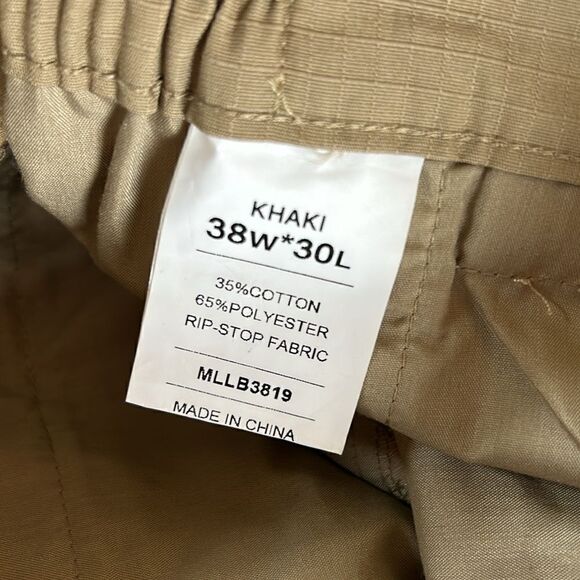 KHAKI
38W*30L
35%COTTON
65%POLYESTER
RIP-STOP FABRIC
MLLB3819
MADE IN CHINA